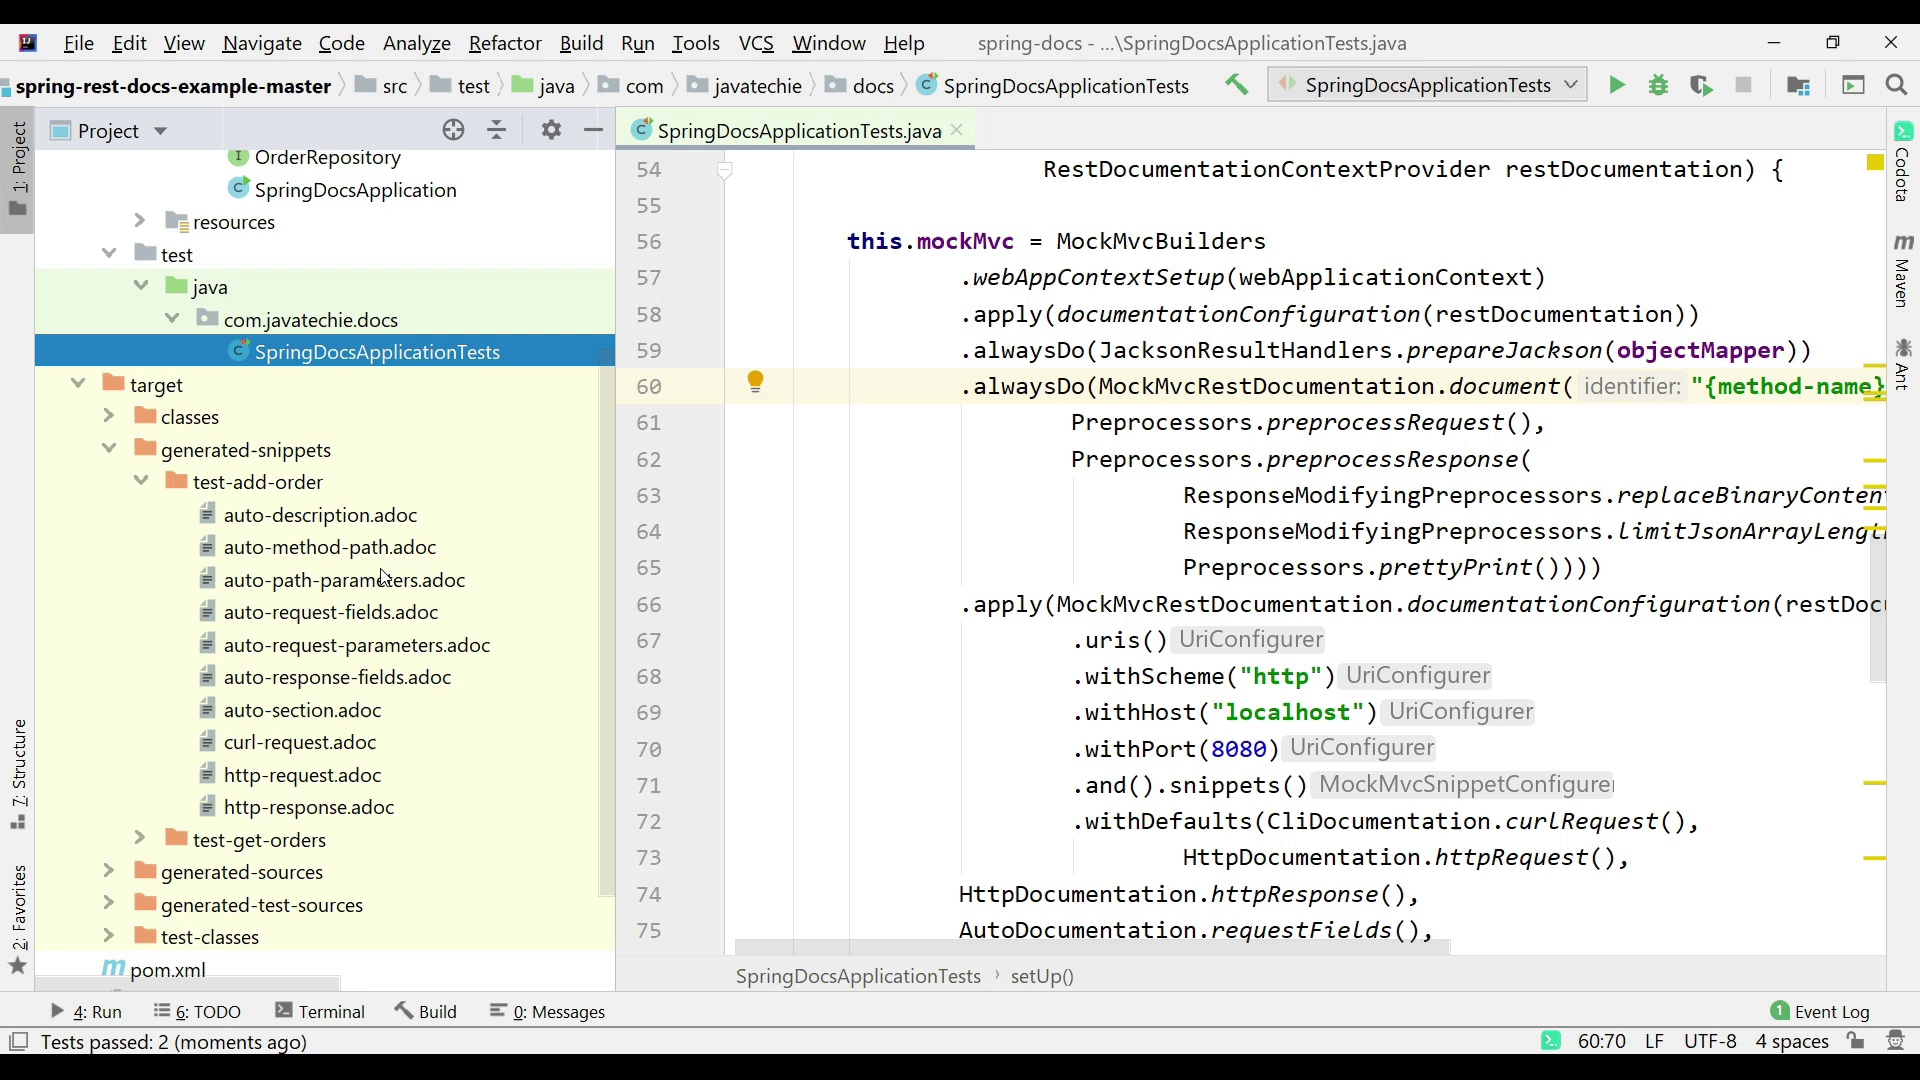 File Edit View Navigate Code Analyze Refactor Build Run Tools VCS Window Help spring-docs - ...\SpringDocsApplicationTests.java
spring-rest-docs-example-master src test java com javatechie docs SpringDocsApplicationTests SpringDocsApplicationTests
1: Project
7: Structure
2: Favorites
Project
OrderRepository
SpringDocsApplication
resources
test
java
com.javatechie.docs
SpringDocsApplicationTests
target
classes
generated-snippets
test-add-order
auto-description.adoc
auto-method-path.adoc
auto-path-parameters.adoc
auto-request-fields.adoc
auto-request-parameters.adoc
auto-response-fields.adoc
auto-section.adoc
curl-request.adoc
http-request.adoc
http-response.adoc
test-get-orders
generated-sources
generated-test-sources
test-classes
pom.xml
SpringDocsApplicationTests.java
54 RestDocumentationContextProvider restDocumentation) {
55
56 this.mockMvc = MockMvcBuilders
57 .webAppContextSetup(webApplicationContext)
58 .apply(documentationConfiguration(restDocumentation))
59 .alwaysDo(JacksonResultHandlers.prepareJackson(objectMapper))
60 .alwaysDo(MockMvcRestDocumentation.document( identifier: "{method-name}
61 Preprocessors.preprocessRequest(),
62 Preprocessors.preprocessResponse(
63 ResponseModifyingPreprocessors.replaceBinaryConten
64 ResponseModifyingPreprocessors.limitJsonArrayLengt
65 Preprocessors.prettyPrint())))
66 .apply(MockMvcRestDocumentation.documentationConfiguration(restDoc
67 .uris() UriConfigurer
68 .withScheme("http") UriConfigurer
69 .withHost("localhost") UriConfigurer
70 .withPort(8080) UriConfigurer
71 .and().snippets() MockMvcSnippetConfigurer
72 .withDefaults(CliDocumentation.curlRequest(),
73 HttpDocumentation.httpRequest(),
74 HttpDocumentation.httpResponse(),
75 AutoDocumentation.requestFields(),
SpringDocsApplicationTests setUp()
Codota
Maven
Ant
4: Run 6: TODO Terminal Build 0: Messages 1 Event Log
Tests passed: 2 (moments ago) 60:70 LF UTF-8 4 spaces